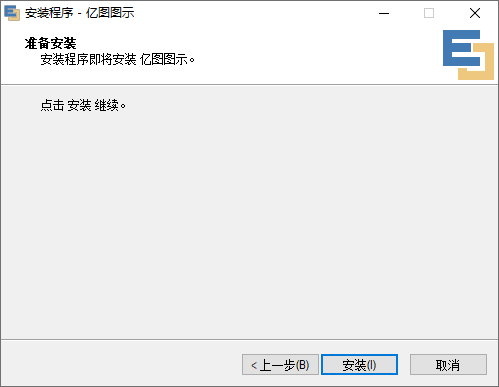 安装程序 - 亿图图示
准备安装
安装程序即将安装 亿图图示。
点击 安装 继续。
< 上一步(B)
安装(I)
取消